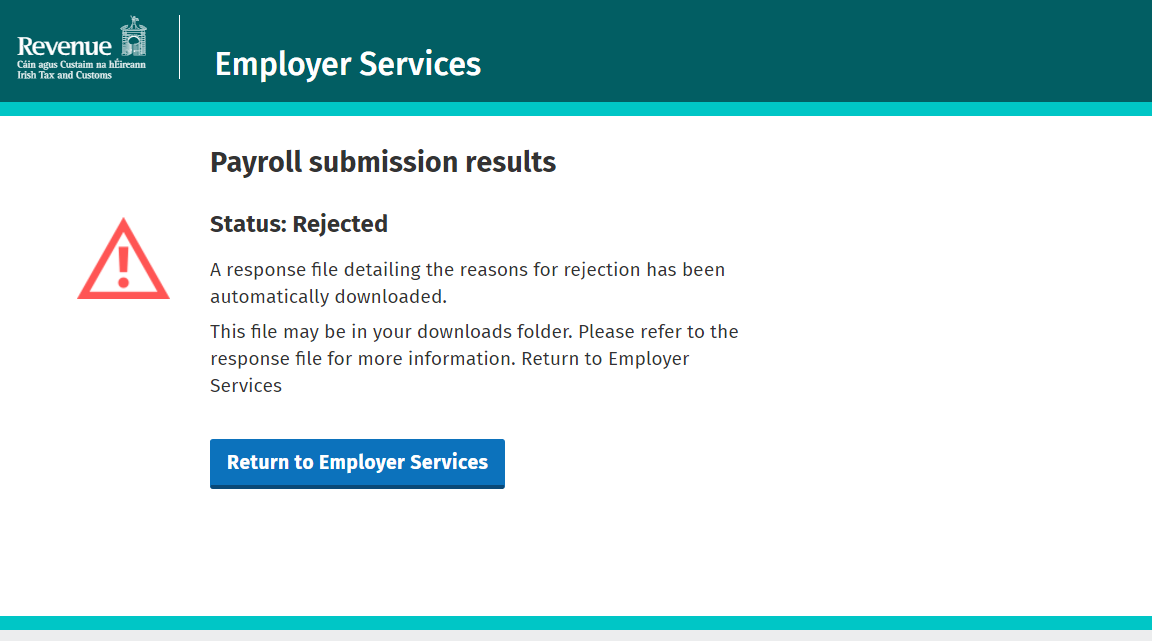 Revenue
Cáin agus Custaim na hÉireann
Irish Tax and Customs
Employer Services
Payroll submission results
Status: Rejected
A response file detailing the reasons for rejection has been
automatically downloaded.
This file may be in your downloads folder. Please refer to the
response file for more information. Return to Employer
Services
Return to Employer Services